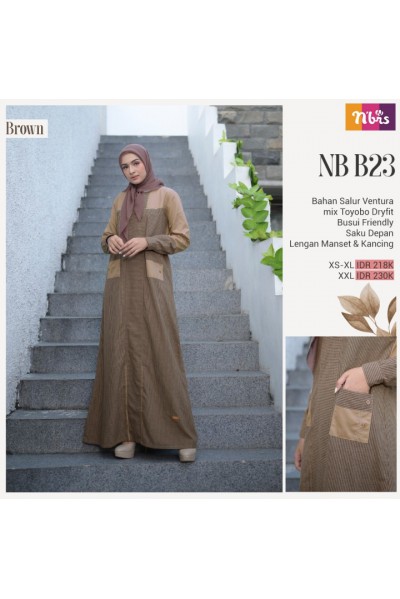 Brown
Nbrs
NB B23
Bahan Salur Ventura
mix Toyobo Dryfit
Busui Friendly
Saku Depan
Lengan Manset & Kancing
XS-XL IDR 218K
XXL IDR 230K